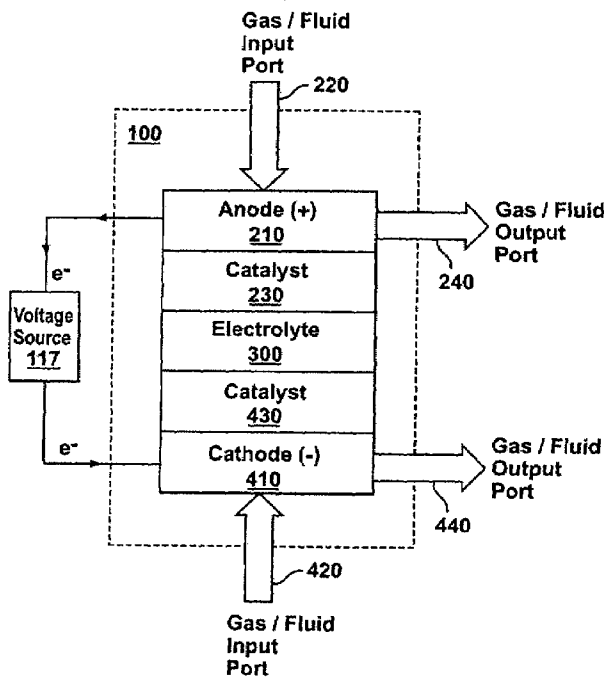 Gas / Fluid
Input
Port
220
100
Anode (+)
210
Gas / Fluid
Output
Port
240
e-
Catalyst
230
Voltage
Source
117
Electrolyte
300
Catalyst
430
e-
Cathode (-)
410
Gas / Fluid
Output
Port
440
420
Gas / Fluid
Input
Port